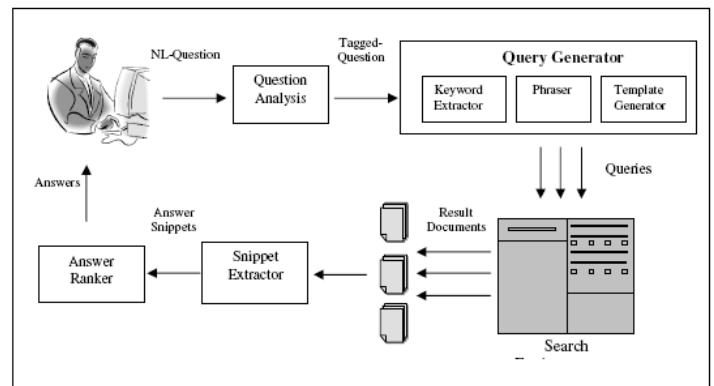 NL-Question
Tagged-
Question
Question
Analysis
Query Generator
Keyword
Extractor
Phraser
Template
Generator
Queries
Answers
Answer
Snippets
Result
Documents
Answer
Ranker
Snippet
Extractor
Search